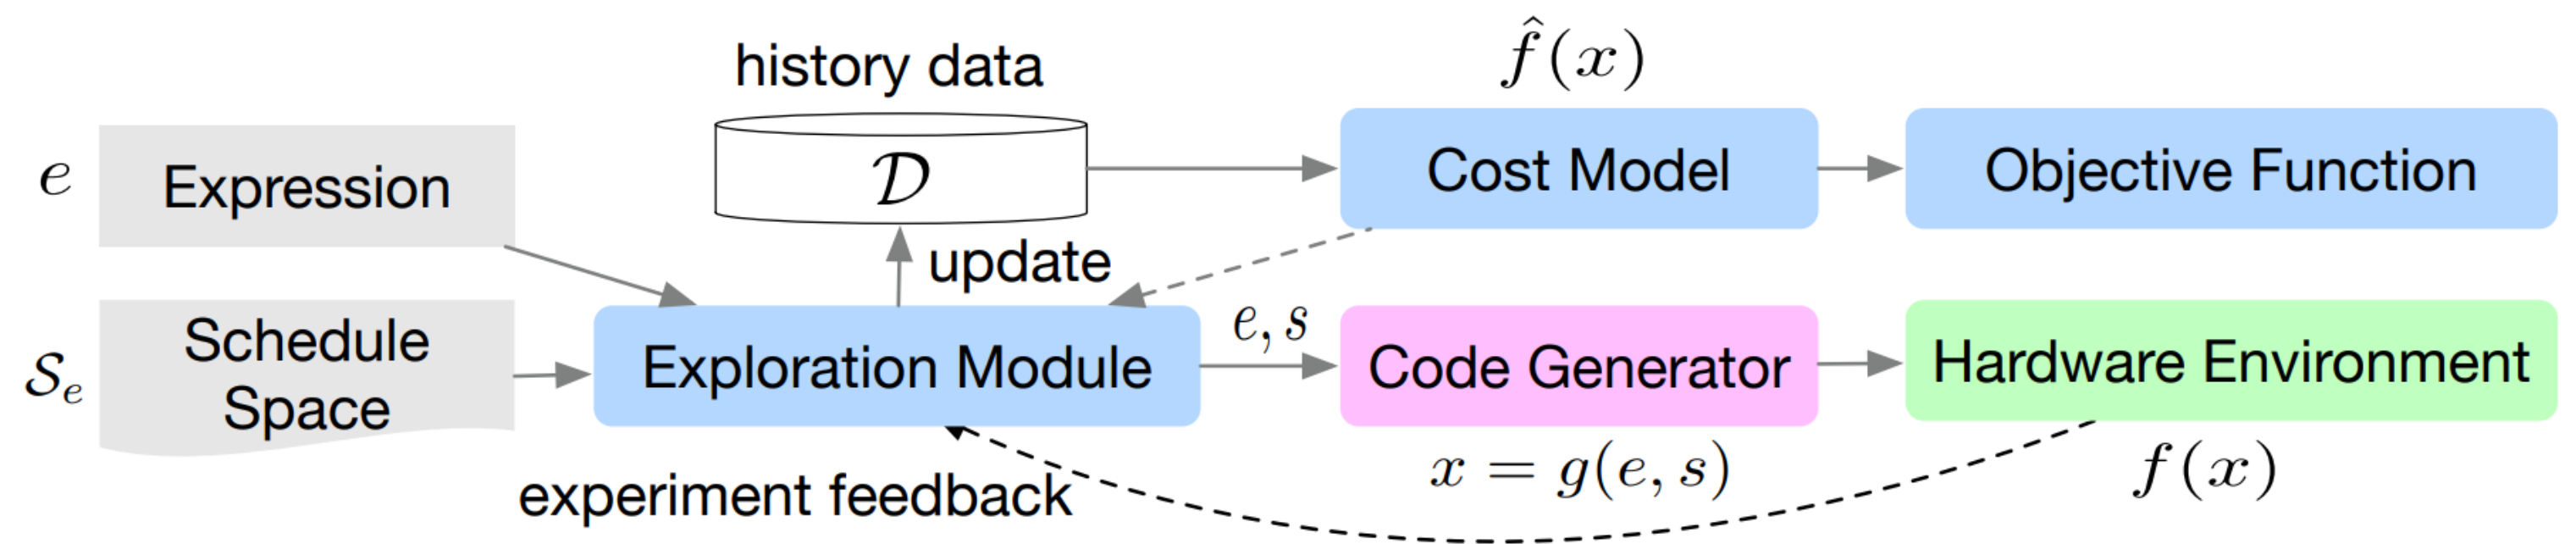 history data
f̂(x)
e
Expression
𝒟
Cost Model
Objective Function
update
𝒮ₑ
Schedule
Space
Exploration Module
e, s
Code Generator
Hardware Environment
experiment feedback
x = g(e, s)
f(x)